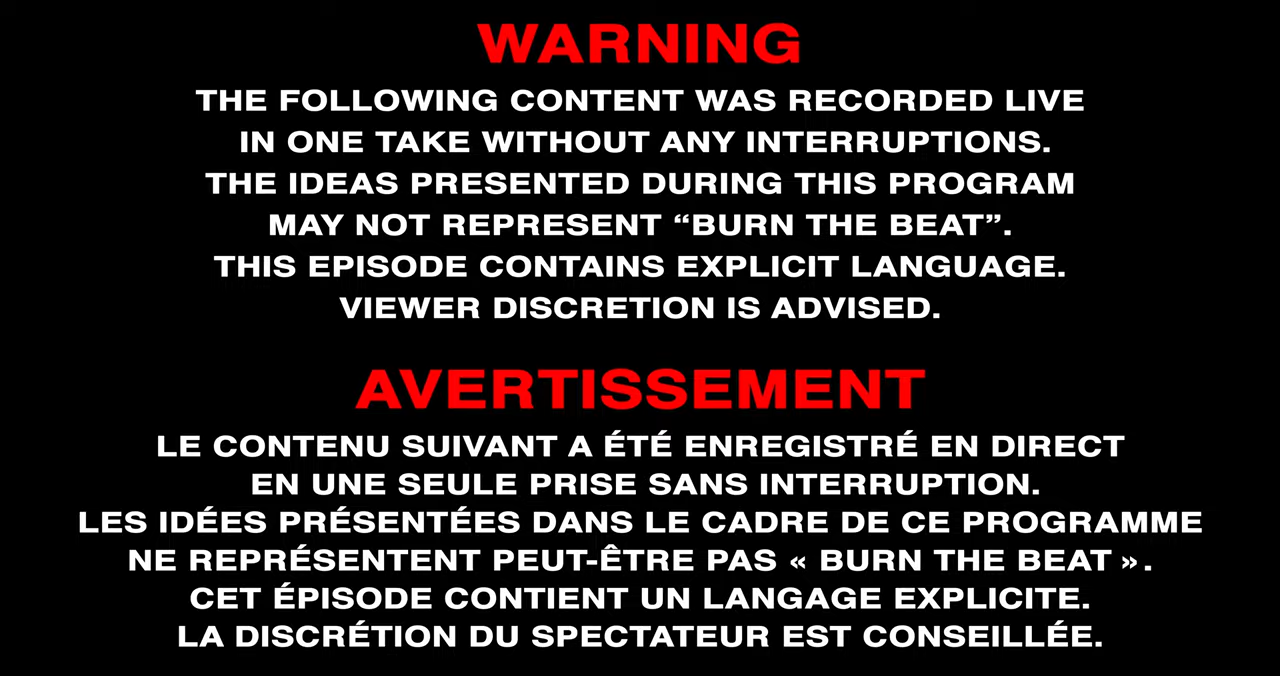 WARNING
THE FOLLOWING CONTENT WAS RECORDED LIVE
IN ONE TAKE WITHOUT ANY INTERRUPTIONS.
THE IDEAS PRESENTED DURING THIS PROGRAM
MAY NOT REPRESENT “BURN THE BEAT”.
THIS EPISODE CONTAINS EXPLICIT LANGUAGE.
VIEWER DISCRETION IS ADVISED.
AVERTISSEMENT
LE CONTENU SUIVANT A ÉTÉ ENREGISTRÉ EN DIRECT
EN UNE SEULE PRISE SANS INTERRUPTION.
LES IDÉES PRÉSENTÉES DANS LE CADRE DE CE PROGRAMME
NE REPRÉSENTENT PEUT-ÊTRE PAS « BURN THE BEAT ».
CET ÉPISODE CONTIENT UN LANGAGE EXPLICITE.
LA DISCRÉTION DU SPECTATEUR EST CONSEILLÉE.